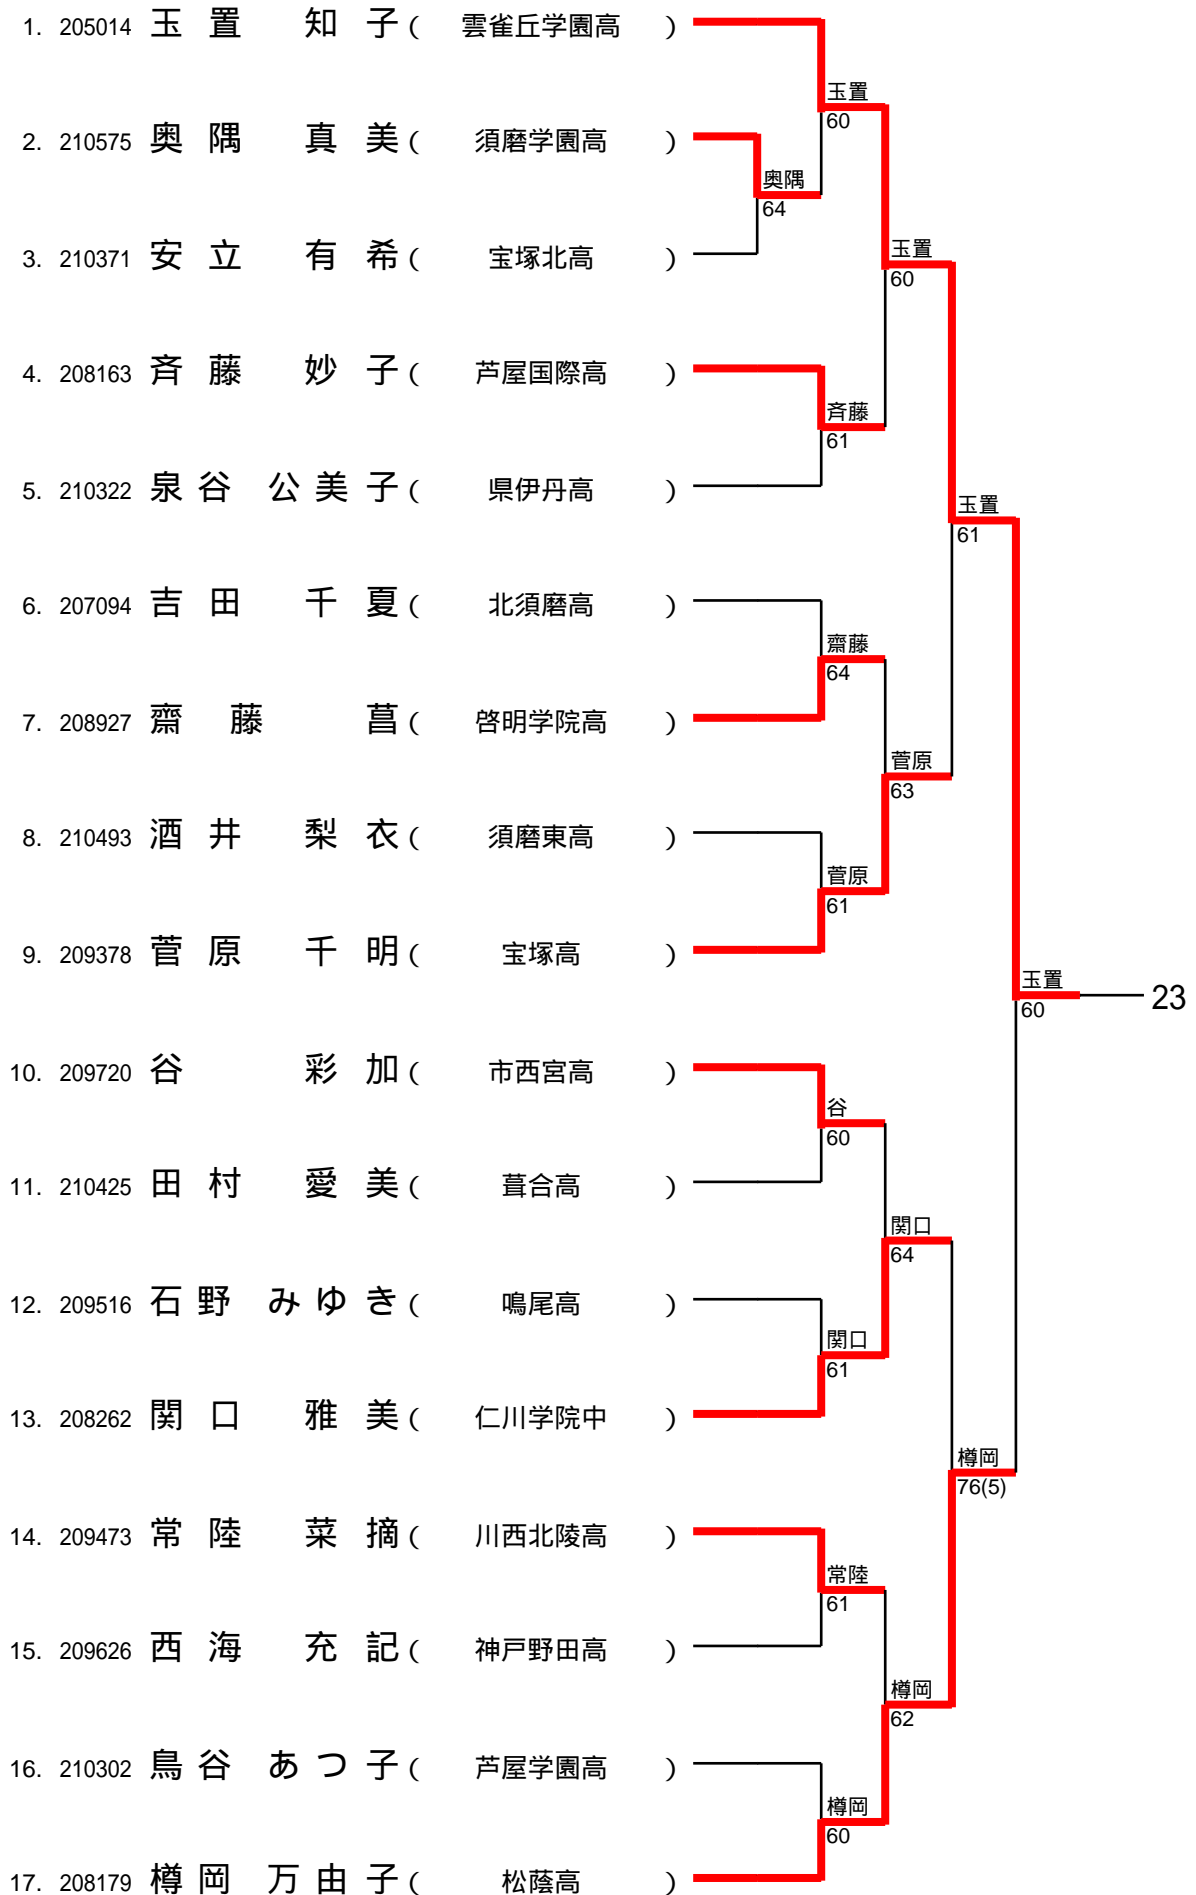 1. 205014 玉置 知子 ( 雲雀丘学園高 )
玉置
60
2. 210575 奥隅 真美 ( 須磨学園高 )
奥隅
64
3. 210371 安立 有希 ( 宝塚北高 )
玉置
60
4. 208163 斉藤 妙子 ( 芦屋国際高 )
斉藤
61
5. 210322 泉谷 公美子 ( 県伊丹高 )
玉置
61
6. 207094 吉田 千夏 ( 北須磨高 )
齋藤
64
7. 208927 齋藤 菖 ( 啓明学院高 )
菅原
63
8. 210493 酒井 梨衣 ( 須磨東高 )
菅原
61
9. 209378 菅原 千明 ( 宝塚高 )
玉置
60
23
10. 209720 谷 彩加 ( 市西宮高 )
谷
60
11. 210425 田村 愛美 ( 葺合高 )
関口
64
12. 209516 石野 みゆき ( 鳴尾高 )
関口
61
13. 208262 関口 雅美 ( 仁川学院中 )
樽岡
76(5)
14. 209473 常陸 菜摘 ( 川西北陵高 )
常陸
61
15. 209626 西海 充記 ( 神戸野田高 )
樽岡
62
16. 210302 鳥谷 あつ子 ( 芦屋学園高 )
樽岡
60
17. 208179 樽岡 万由子 ( 松蔭高 )